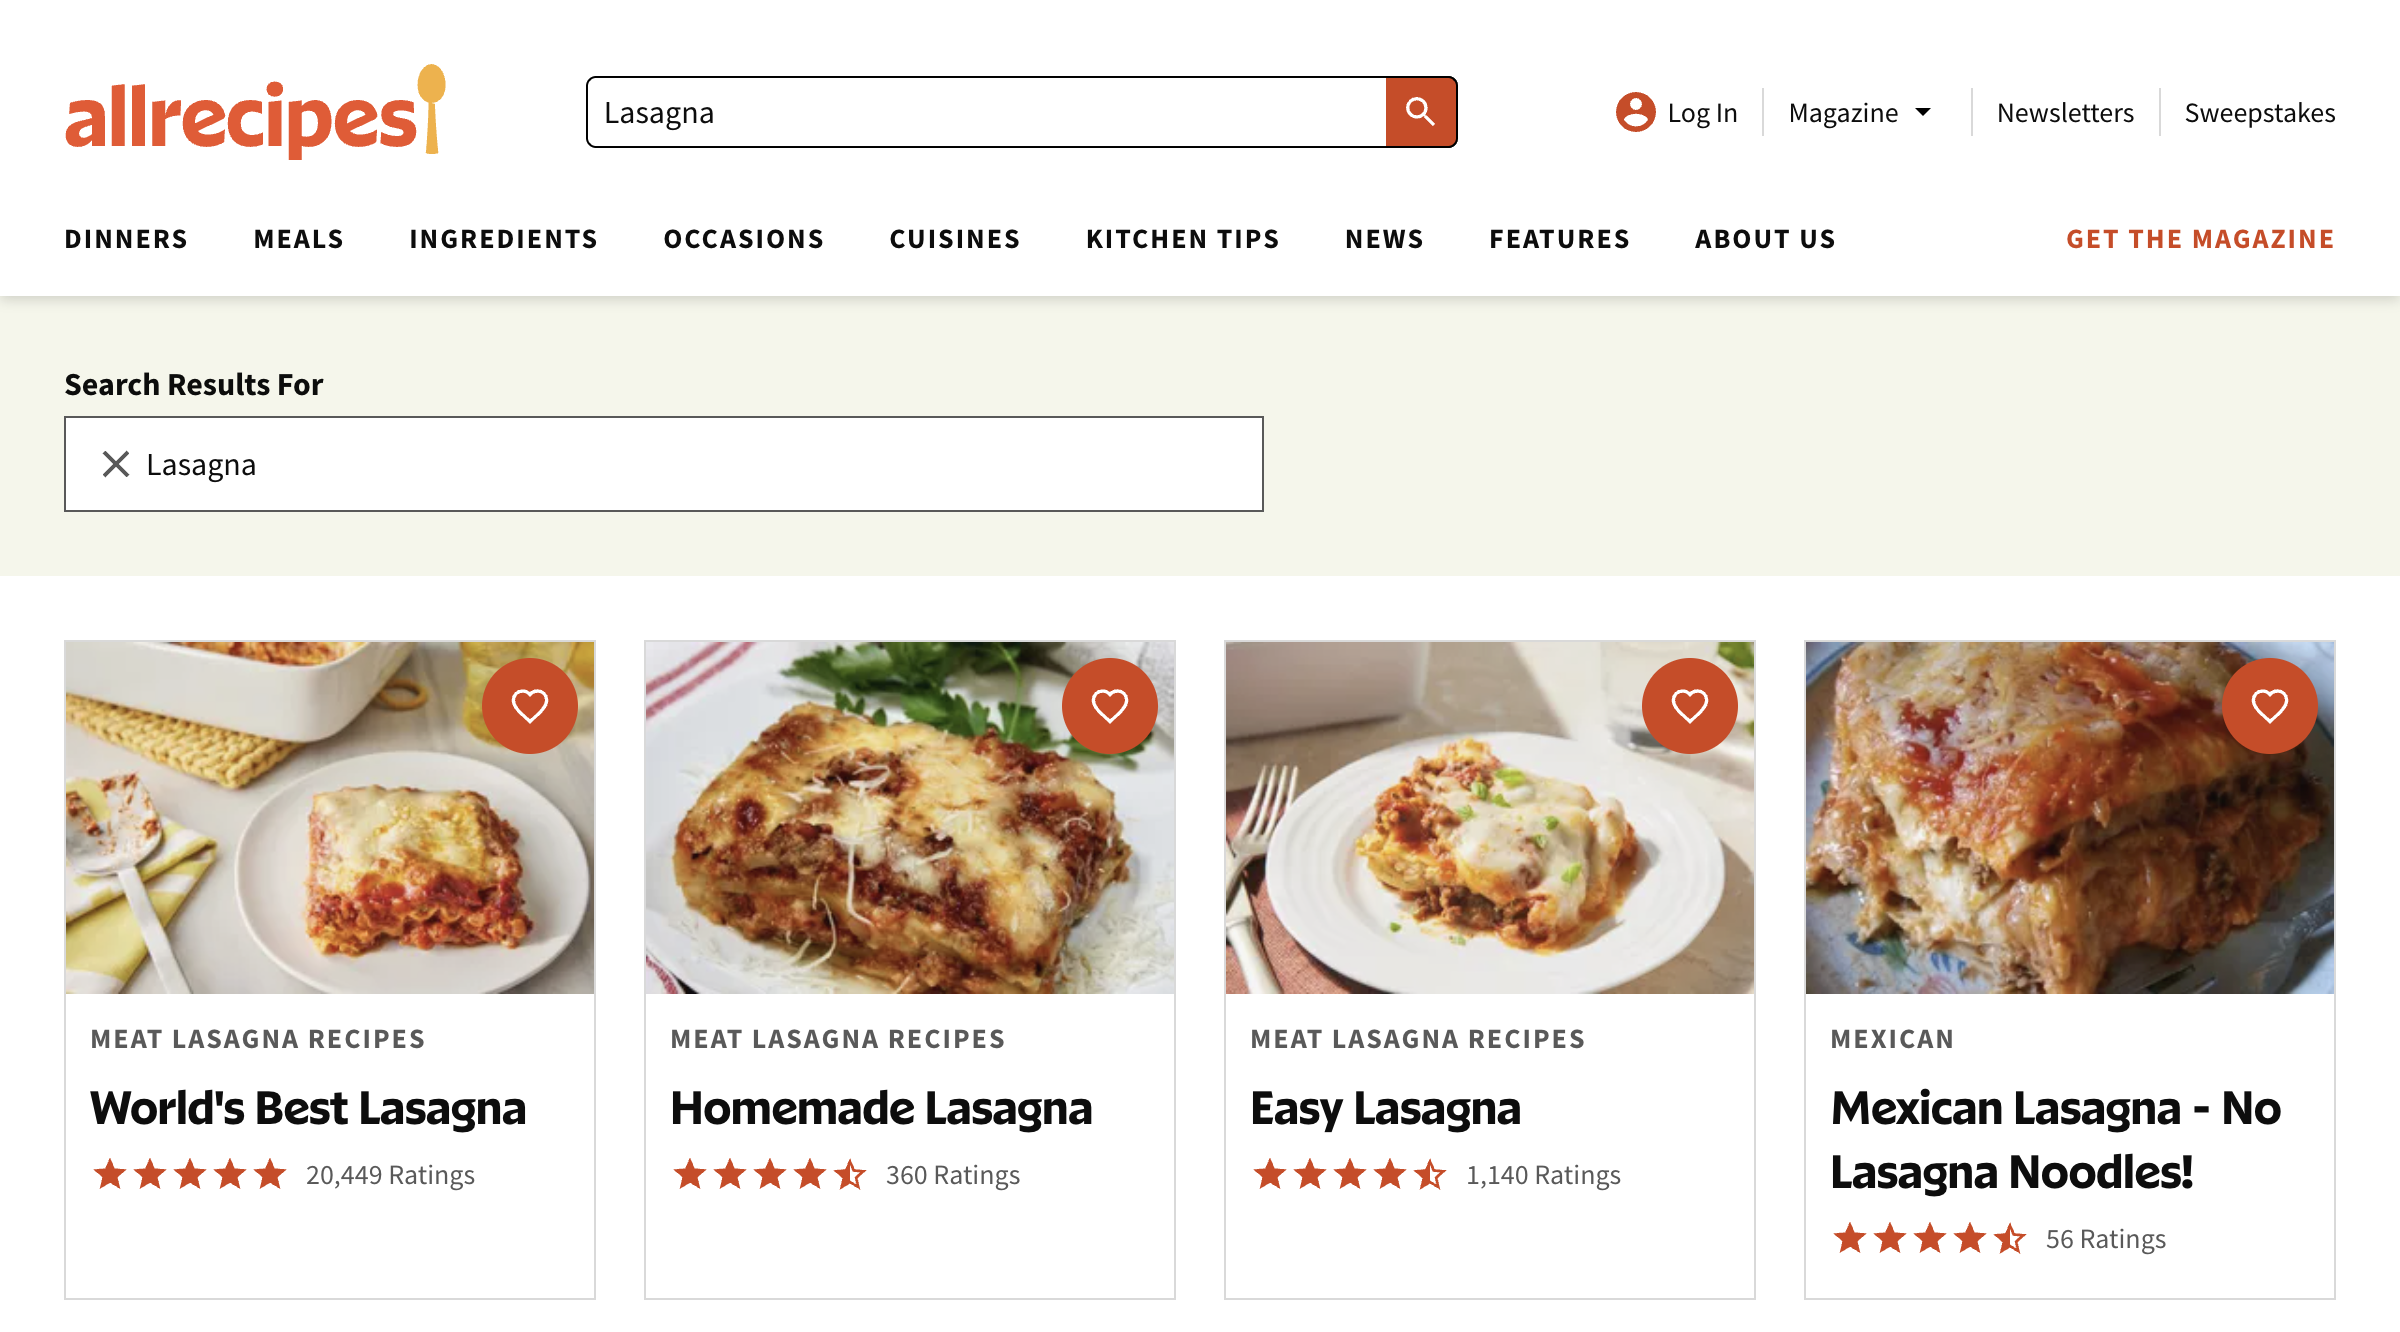 allrecipes
Lasagna
Log In
Magazine
Newsletters
Sweepstakes
DINNERS
MEALS
INGREDIENTS
OCCASIONS
CUISINES
KITCHEN TIPS
NEWS
FEATURES
ABOUT US
GET THE MAGAZINE
Search Results For
Lasagna
MEAT LASAGNA RECIPES
World's Best Lasagna
20,449 Ratings
MEAT LASAGNA RECIPES
Homemade Lasagna
360 Ratings
MEAT LASAGNA RECIPES
Easy Lasagna
1,140 Ratings
MEXICAN
Mexican Lasagna - No
Lasagna Noodles!
56 Ratings